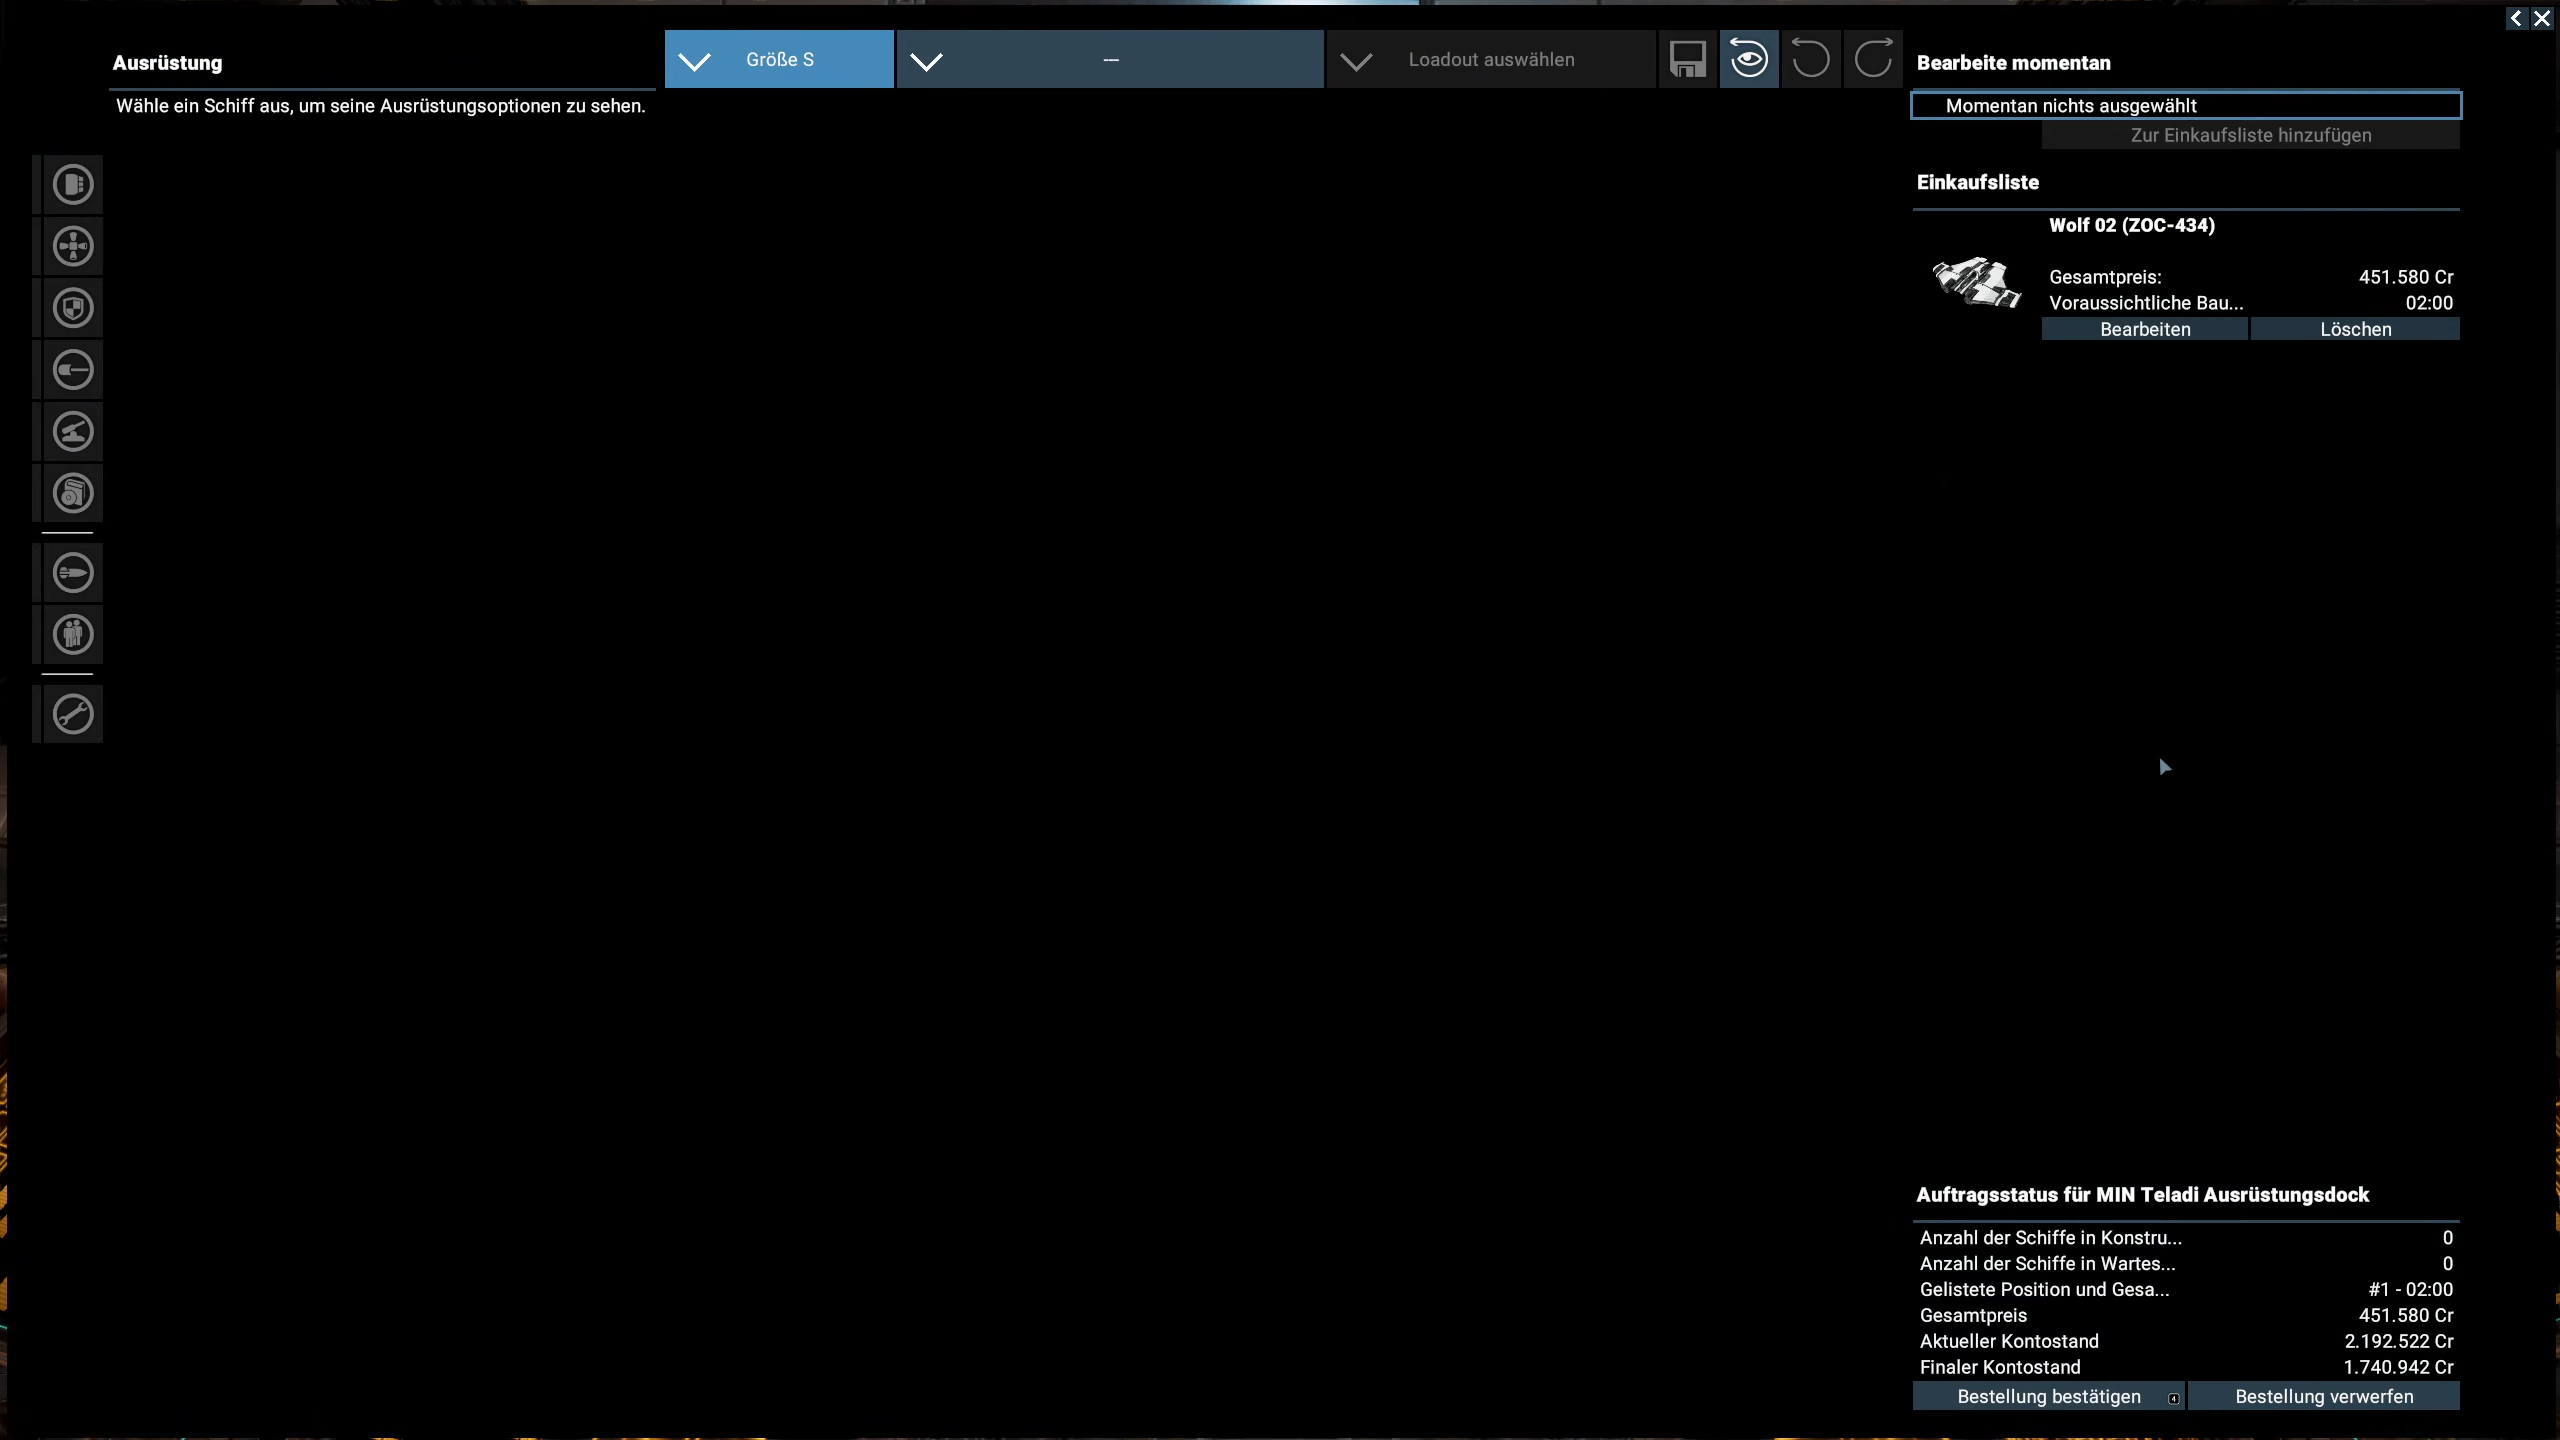 Ausrüstung
Wähle ein Schiff aus, um seine Ausrüstungsoptionen zu sehen.
Größe S
---
Loadout auswählen
Bearbeite momentan
Momentan nichts ausgewählt
Zur Einkaufsliste hinzufügen
Einkaufsliste
Wolf 02 (ZOC-434)
Gesamtpreis: 451.580 Cr
Voraussichtliche Bau... 02:00
Bearbeiten Löschen
Auftragsstatus für MIN Teladi Ausrüstungsdock
Anzahl der Schiffe in Konstru... 0
Anzahl der Schiffe in Wartes... 0
Gelistete Position und Gesa... #1 - 02:00
Gesamtpreis 451.580 Cr
Aktueller Kontostand 2.192.522 Cr
Finaler Kontostand 1.740.942 Cr
Bestellung bestätigen Bestellung verwerfen